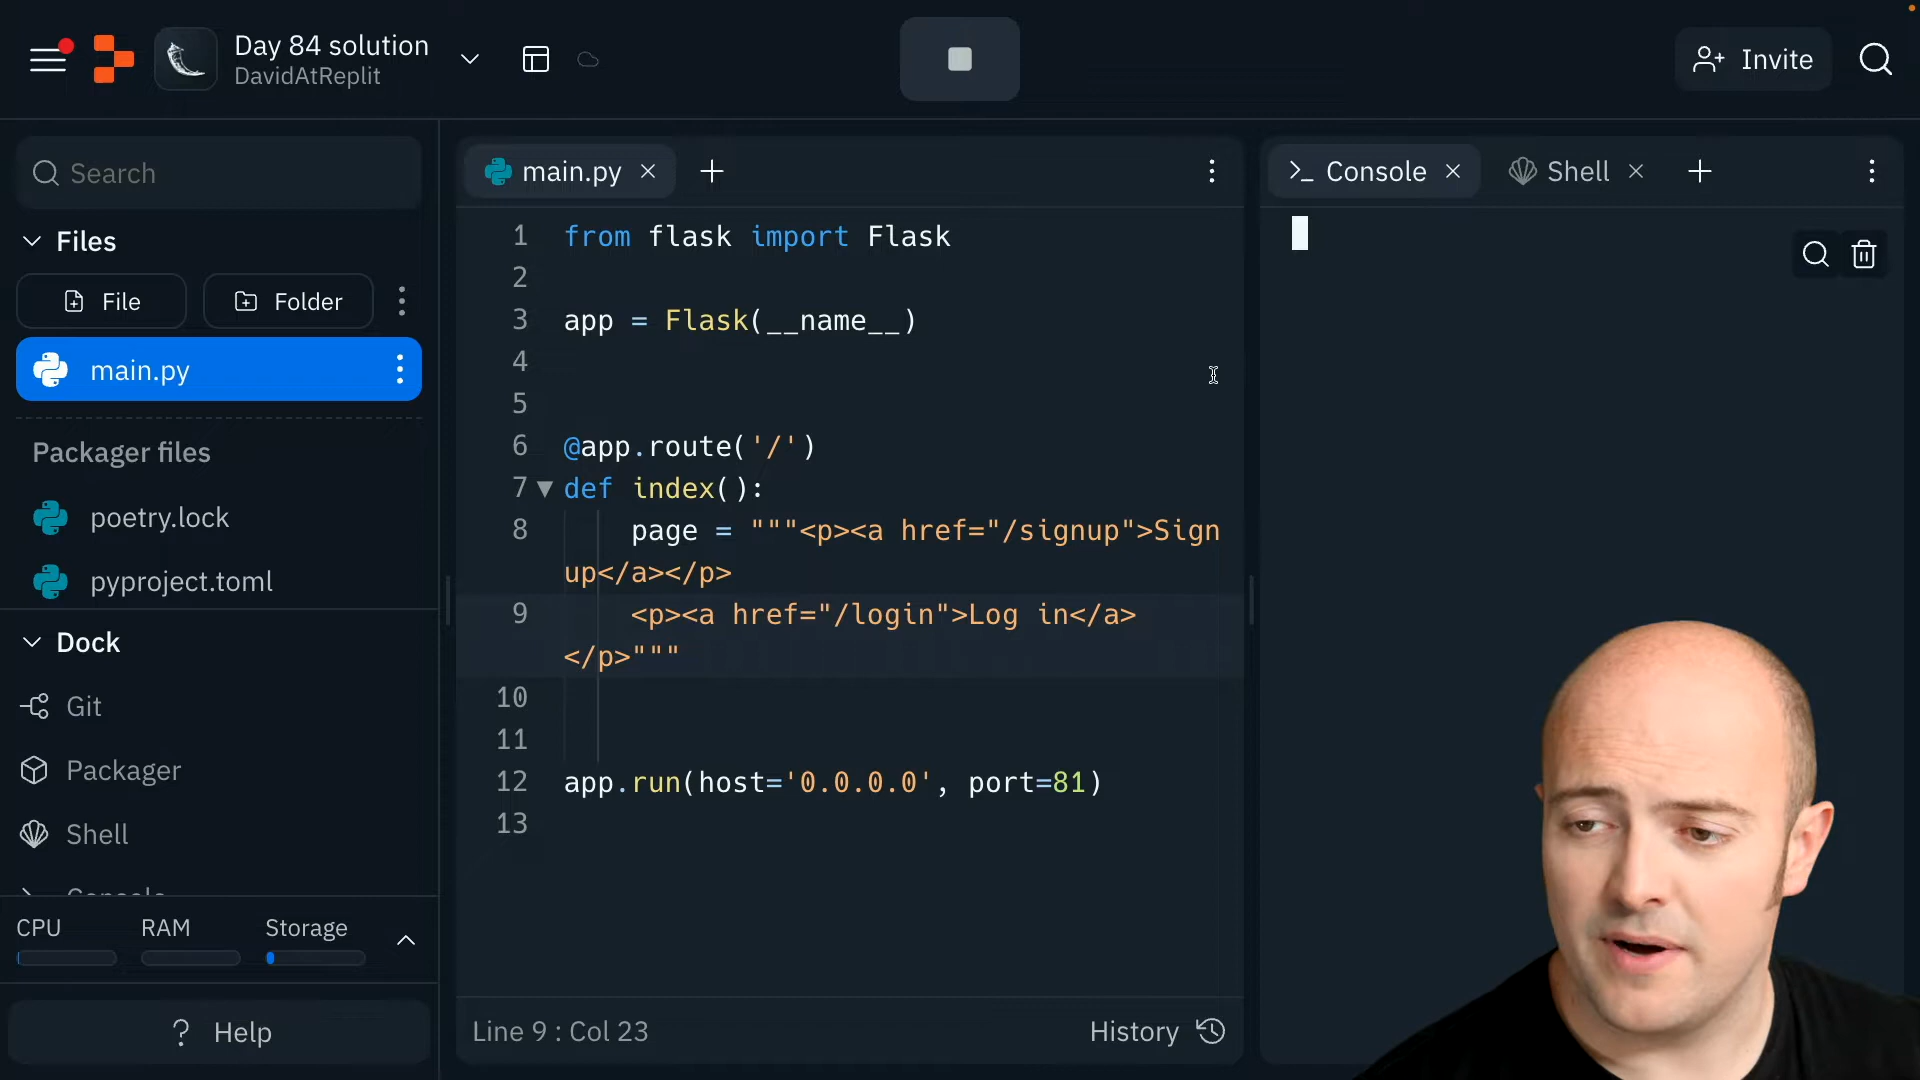 Day 84 solution
DavidAtReplit
Invite
Search
Files
File
Folder
main.py
Packager files
poetry.lock
pyproject.toml
Dock
Git
Packager
Shell
Console
CPU
RAM
Storage
? Help
main.py
1 from flask import Flask
2
3 app = Flask(__name__)
4
5
6 @app.route('/')
7 def index():
8 page = """<p><a href="/signup">Sign
up</a></p>
9 <p><a href="/login">Log in</a>
</p>"""
10
11
12 app.run(host='0.0.0.0', port=81)
13
Line 9 : Col 23
History
Console
Shell